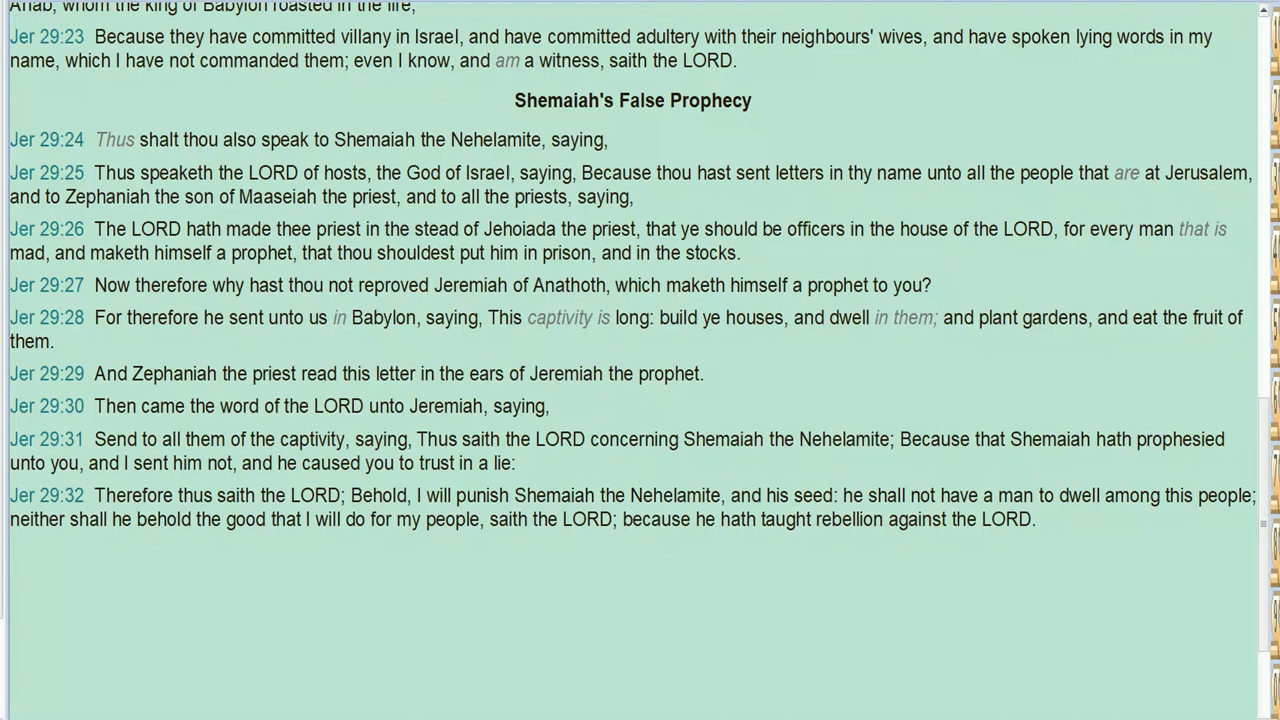 Ahab, whom the king of Babylon roasted in the fire;
Jer 29:23 Because they have committed villany in Israel, and have committed adultery with their neighbours' wives, and have spoken lying words in my
name, which I have not commanded them; even I know, and am a witness, saith the LORD.
Shemaiah's False Prophecy
Jer 29:24 Thus shalt thou also speak to Shemaiah the Nehelamite, saying,
Jer 29:25 Thus speaketh the LORD of hosts, the God of Israel, saying, Because thou hast sent letters in thy name unto all the people that are at Jerusalem,
and to Zephaniah the son of Maaseiah the priest, and to all the priests, saying,
Jer 29:26 The LORD hath made thee priest in the stead of Jehoiada the priest, that ye should be officers in the house of the LORD, for every man that is
mad, and maketh himself a prophet, that thou shouldest put him in prison, and in the stocks.
Jer 29:27 Now therefore why hast thou not reproved Jeremiah of Anathoth, which maketh himself a prophet to you?
Jer 29:28 For therefore he sent unto us in Babylon, saying, This captivity is long: build ye houses, and dwell in them; and plant gardens, and eat the fruit of
them.
Jer 29:29 And Zephaniah the priest read this letter in the ears of Jeremiah the prophet.
Jer 29:30 Then came the word of the LORD unto Jeremiah, saying,
Jer 29:31 Send to all them of the captivity, saying, Thus saith the LORD concerning Shemaiah the Nehelamite; Because that Shemaiah hath prophesied
unto you, and I sent him not, and he caused you to trust in a lie:
Jer 29:32 Therefore thus saith the LORD; Behold, I will punish Shemaiah the Nehelamite, and his seed: he shall not have a man to dwell among this people;
neither shall he behold the good that I will do for my people, saith the LORD; because he hath taught rebellion against the LORD.